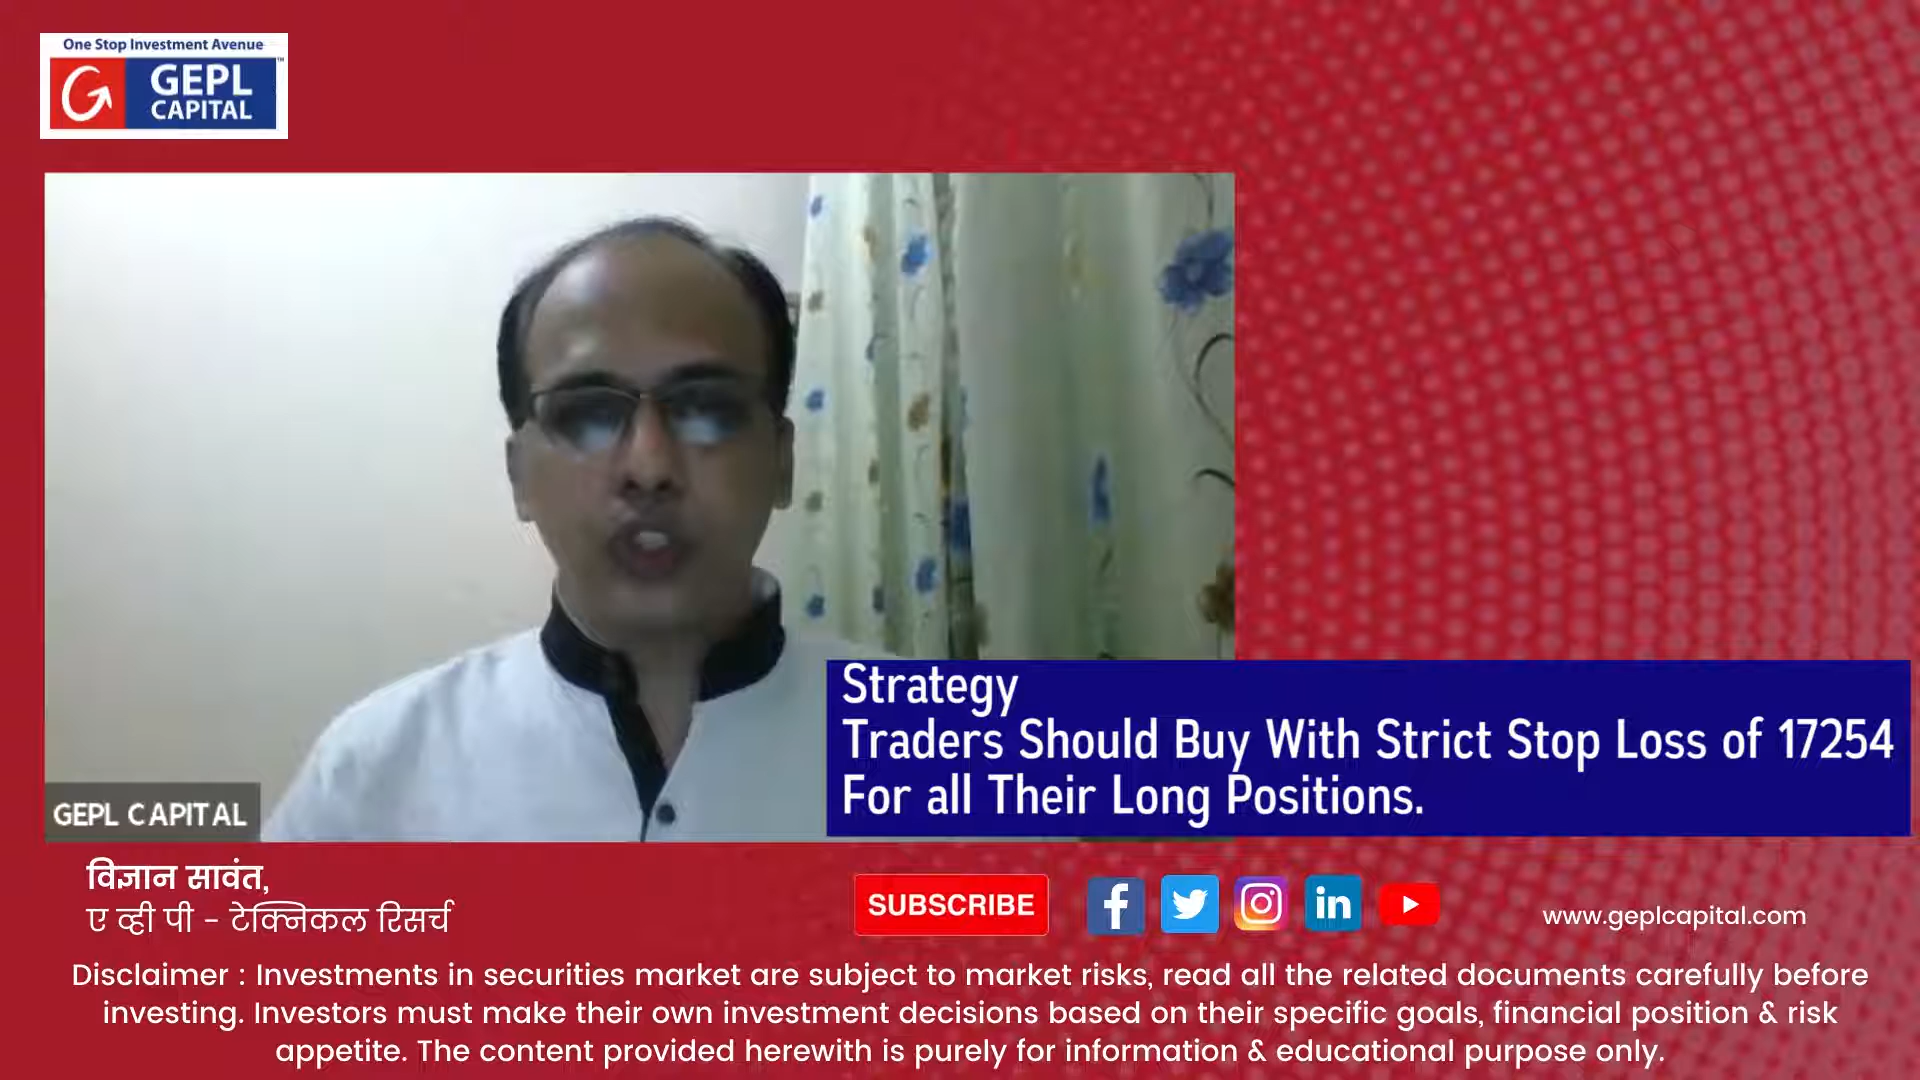 One Stop Investment Avenue
GEPL
CAPITAL
Strategy
Traders Should Buy With Strict Stop Loss of 17254
For all Their Long Positions.
GEPL CAPITAL
विज्ञान सावंत,
ए व्ही पी - टेक्निकल रिसर्च
SUBSCRIBE
www.geplcapital.com
Disclaimer : Investments in securities market are subject to market risks, read all the related documents carefully before
investing. Investors must make their own investment decisions based on their specific goals, financial position & risk
appetite. The content provided herewith is purely for information & educational purpose only.